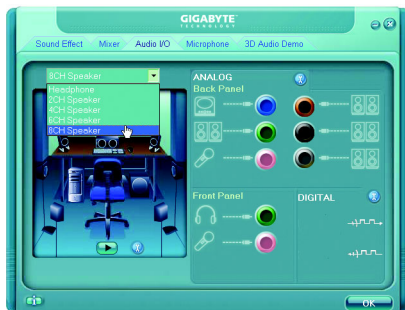 GIGABYTE
TECHNOLOGY
Sound Effect
Mixer
Audio I/O
Microphone
3D Audio Demo
8CH Speaker
Headphone
2CH Speaker
4CH Speaker
6CH Speaker
8CH Speaker
ANALOG
Back Panel
Front Panel
DIGITAL
OK